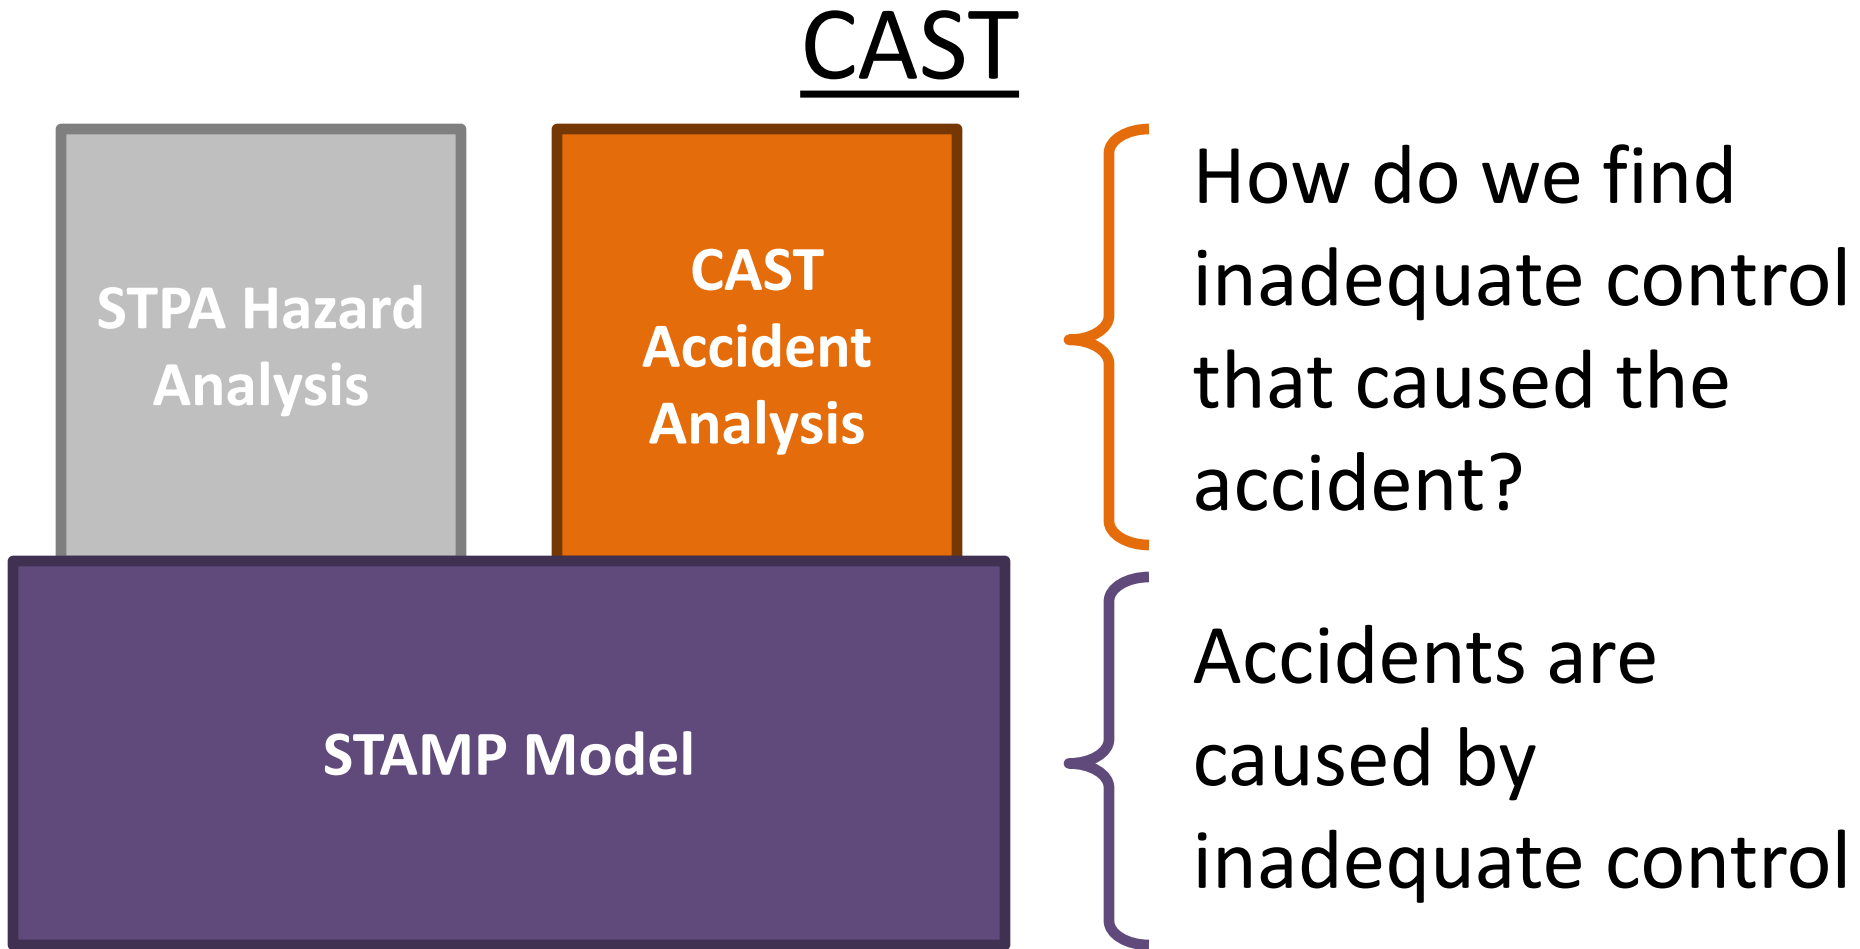 CAST
STPA Hazard
Analysis
CAST
Accident
Analysis
How do we find
inadequate control
that caused the
accident?
STAMP Model
Accidents are
caused by
inadequate control